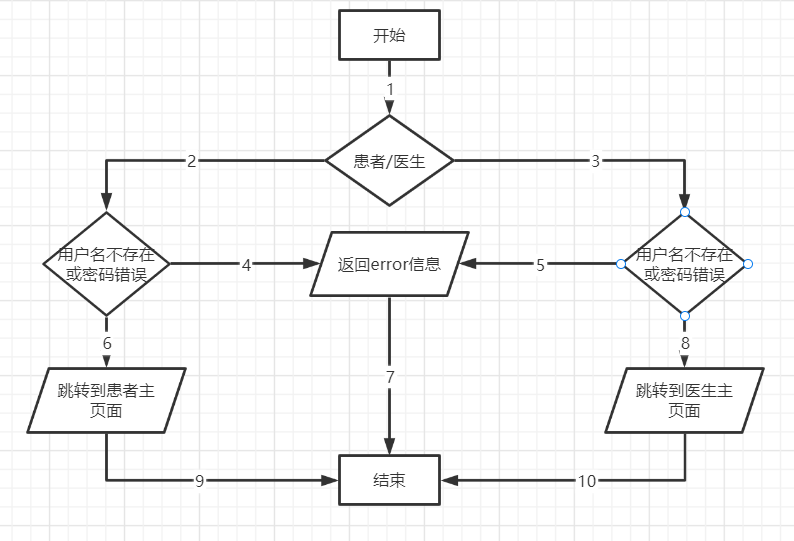 开始
1
患者/医生
2
3
用户名不存在
或密码错误
4
返回error信息
5
用户名不存在
或密码错误
6
7
8
跳转到患者主
页面
跳转到医生主
页面
9
结束
10